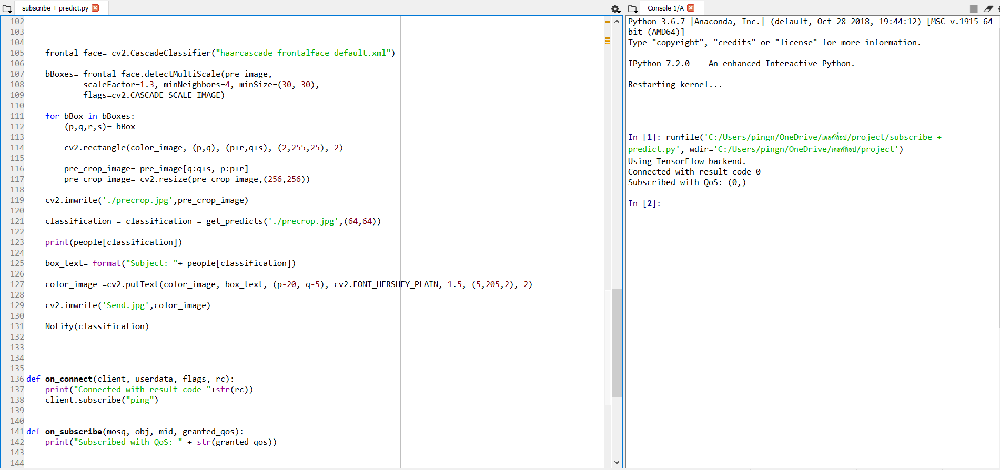 subscribe + predict.py
102
103
104
105 frontal_face= cv2.CascadeClassifier("haarcascade_frontalface_default.xml")
106
107 bBoxes= frontal_face.detectMultiScale(pre_image,
108 scaleFactor=1.3, minNeighbors=4, minSize=(30, 30),
109 flags=cv2.CASCADE_SCALE_IMAGE)
110
111 for bBox in bBoxes:
112 (p,q,r,s)= bBox
113
114 cv2.rectangle(color_image, (p,q), (p+r,q+s), (2,255,25), 2)
115
116 pre_crop_image= pre_image[q:q+s, p:p+r]
117 pre_crop_image= cv2.resize(pre_crop_image,(256,256))
118
119 cv2.imwrite('./precrop.jpg',pre_crop_image)
120
121 classification = classification = get_predicts('./precrop.jpg',(64,64))
122
123 print(people[classification])
124
125 box_text= format("Subject: "+ people[classification])
126
127 color_image =cv2.putText(color_image, box_text, (p-20, q-5), cv2.FONT_HERSHEY_PLAIN, 1.5, (5,205,2), 2)
128
129 cv2.imwrite('Send.jpg',color_image)
130
131 Notify(classification)
132
133
134
135
136 def on_connect(client, userdata, flags, rc):
137 print("Connected with result code "+str(rc))
138 client.subscribe("ping")
139
140
141 def on_subscribe(mosq, obj, mid, granted_qos):
142 print("Subscribed with QoS: " + str(granted_qos))
143
144
Console 1/A
Python 3.6.7 |Anaconda, Inc.| (default, Oct 28 2018, 19:44:12) [MSC v.1915 64
bit (AMD64)]
Type "copyright", "credits" or "license" for more information.
IPython 7.2.0 -- An enhanced Interactive Python.
Restarting kernel...
In [1]: runfile('C:/Users/pingn/OneDrive/เดสก์ท็อป/project/subscribe +
predict.py', wdir='C:/Users/pingn/OneDrive/เดสก์ท็อป/project')
Using TensorFlow backend.
Connected with result code 0
Subscribed with QoS: (0,)
In [2]: